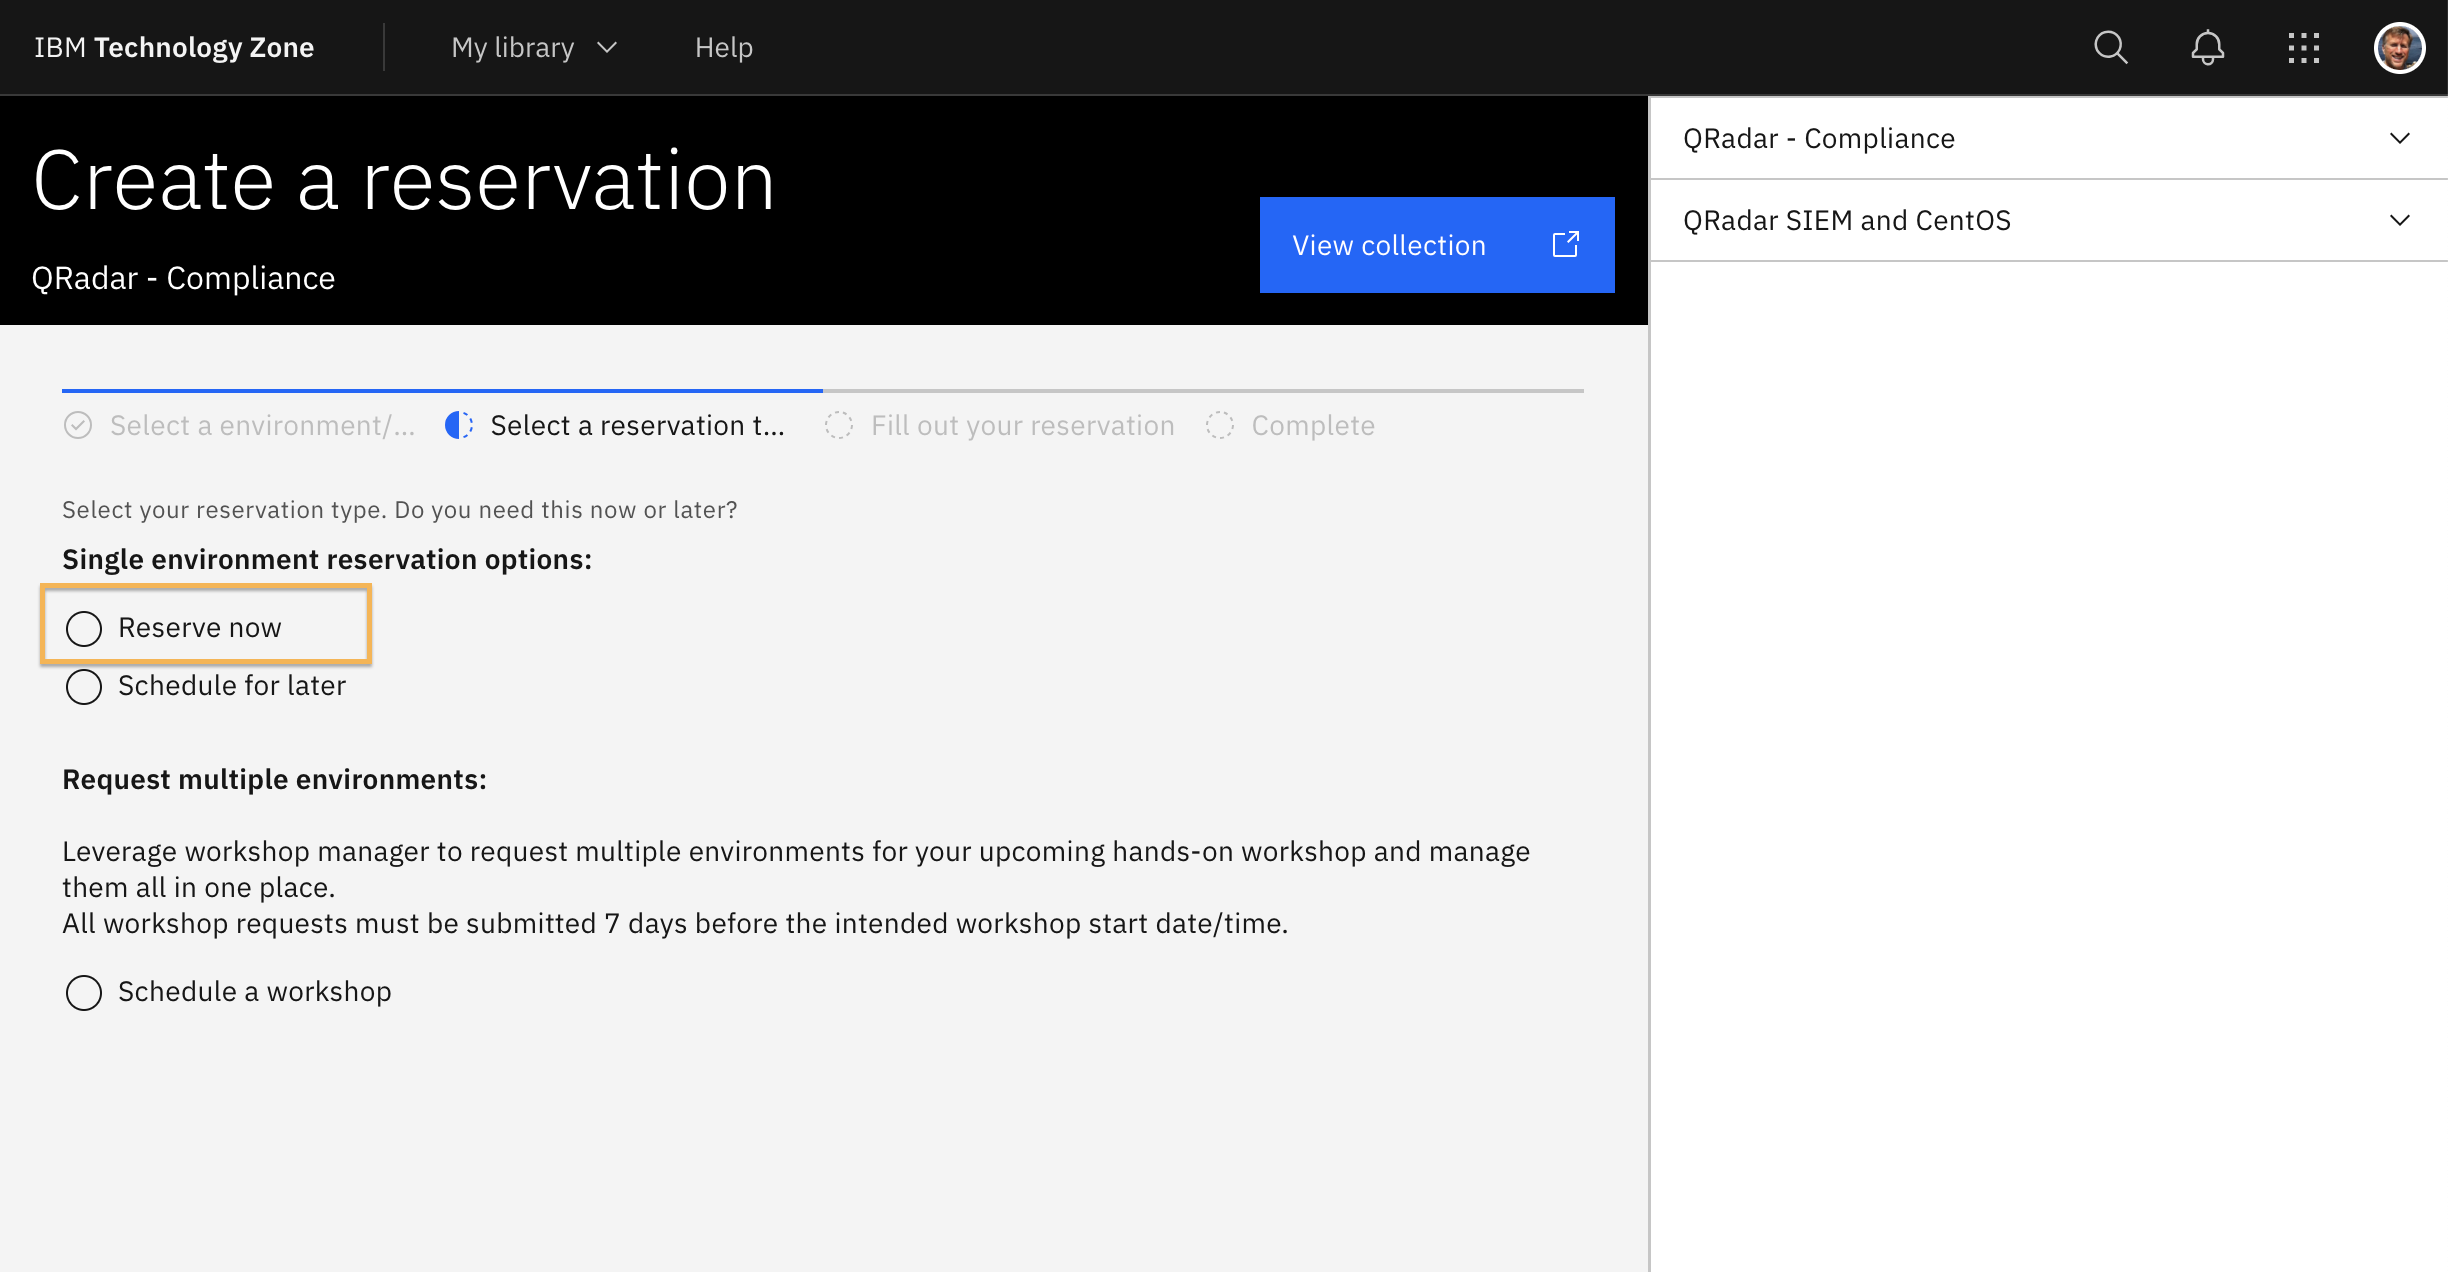 IBM Technology Zone
My library
Help
Create a reservation
QRadar - Compliance
View collection
QRadar - Compliance
QRadar SIEM and CentOS
Select a environment/...
Select a reservation t...
Fill out your reservation
Complete
Select your reservation type. Do you need this now or later?
Single environment reservation options:
Reserve now
Schedule for later
Request multiple environments:
Leverage workshop manager to request multiple environments for your upcoming hands-on workshop and manage
them all in one place.
All workshop requests must be submitted 7 days before the intended workshop start date/time.
Schedule a workshop